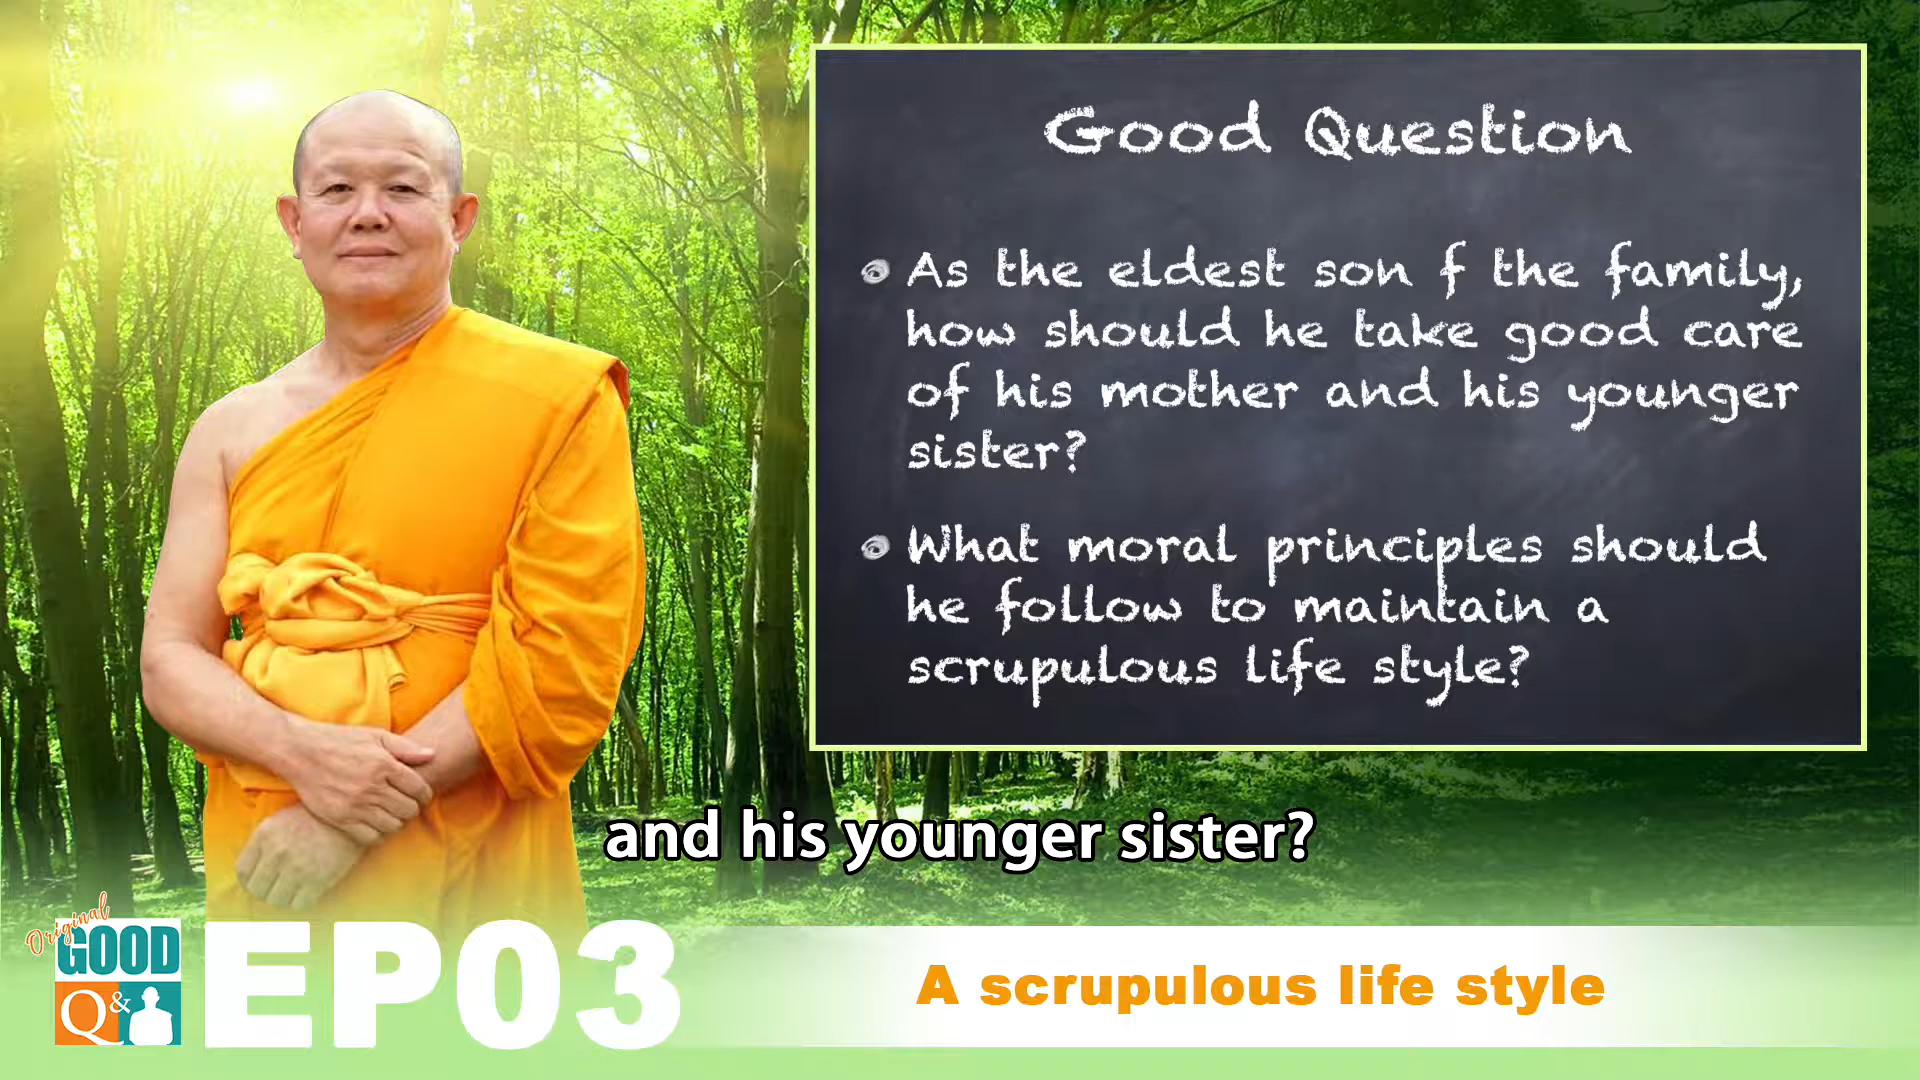 Good Question
As the eldest son f the family,
how should he take good care
of his mother and his younger
sister?
What moral principles should
he follow to maintain a
scrupulous life style?
and his younger sister?
Original
GOOD
Q&
EP03
A scrupulous life style